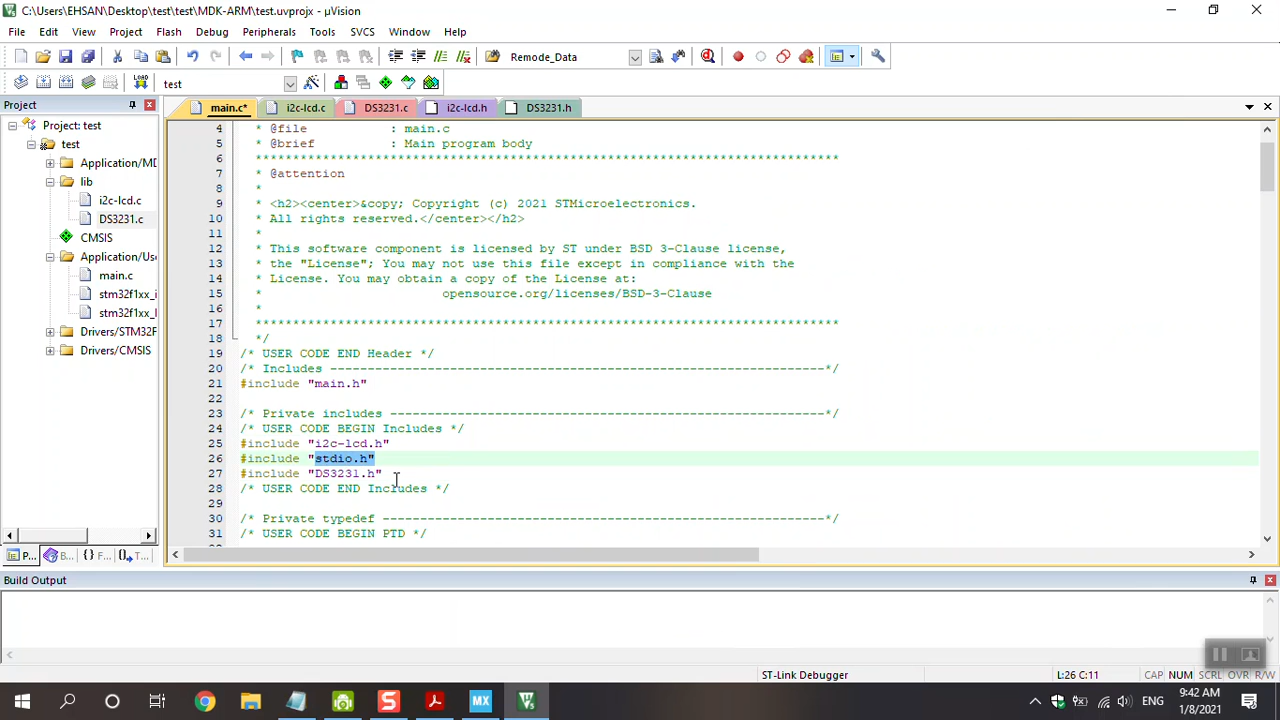 C:\Users\EHSAN\Desktop\test\test\MDK-ARM\test.uvprojx - µVision
File Edit View Project Flash Debug Peripherals Tools SVCS Window Help
Remote_Data
LOAD test
Project
main.c* i2c-lcd.c DS3231.c i2c-lcd.h DS3231.h
Project: test
test
Application/MD
lib
i2c-lcd.c
DS3231.c
CMSIS
Application/Use
main.c
stm32f1xx_i
stm32f1xx_
Drivers/STM32F
Drivers/CMSIS
4 * @file : main.c
5 * @brief : Main program body
6 ******************************************************************************
7 * @attention
8 *
9 * <h2><center>&copy; Copyright (c) 2021 STMicroelectronics.
10 * All rights reserved.</center></h2>
11 *
12 * This software component is licensed by ST under BSD 3-Clause license,
13 * the "License"; You may not use this file except in compliance with the
14 * License. You may obtain a copy of the License at:
15 * opensource.org/licenses/BSD-3-Clause
16 *
17 ******************************************************************************
18 */
19 /* USER CODE END Header */
20 /* Includes ------------------------------------------------------------------*/
21 #include "main.h"
22
23 /* Private includes ----------------------------------------------------------*/
24 /* USER CODE BEGIN Includes */
25 #include "i2c-lcd.h"
26 #include "stdio.h"
27 #include "DS3231.h"
28 /* USER CODE END Includes */
29
30 /* Private typedef -----------------------------------------------------------*/
31 /* USER CODE BEGIN PTD */
P... B... {} F... T...
Build Output
ST-Link Debugger L:26 C:11 CAP NUM SCRL OVR R/W
MX
ENG
9:42 AM
1/8/2021